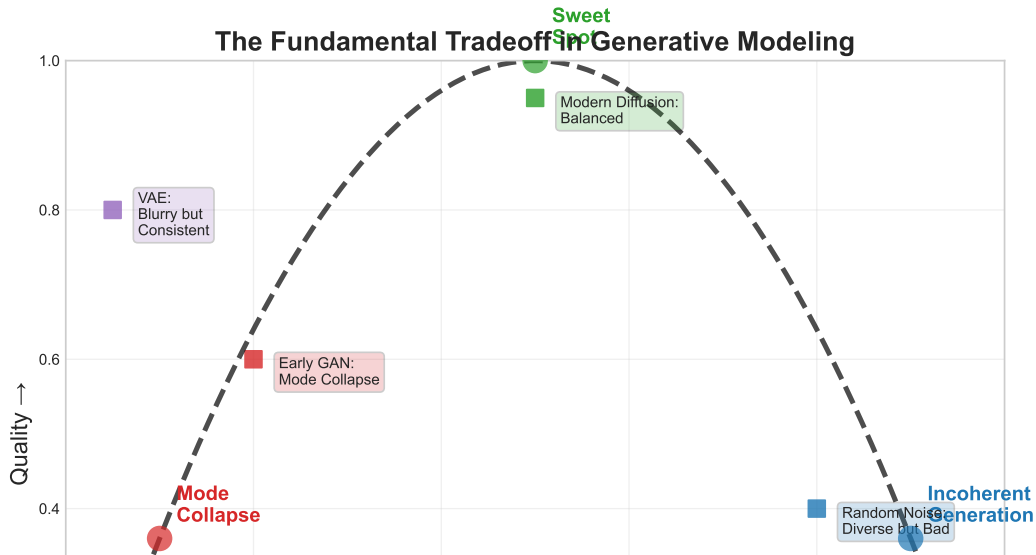 Sweet
Spot
The Fundamental Tradeoff in Generative Modeling
1.0
Modern Diffusion:
Balanced
0.8
VAE:
Blurry but
Consistent
0.6
Early GAN:
Mode Collapse
Quality →
Mode
Collapse
Incoherent
Generation
0.4
Random Noise:
Diverse but Bad